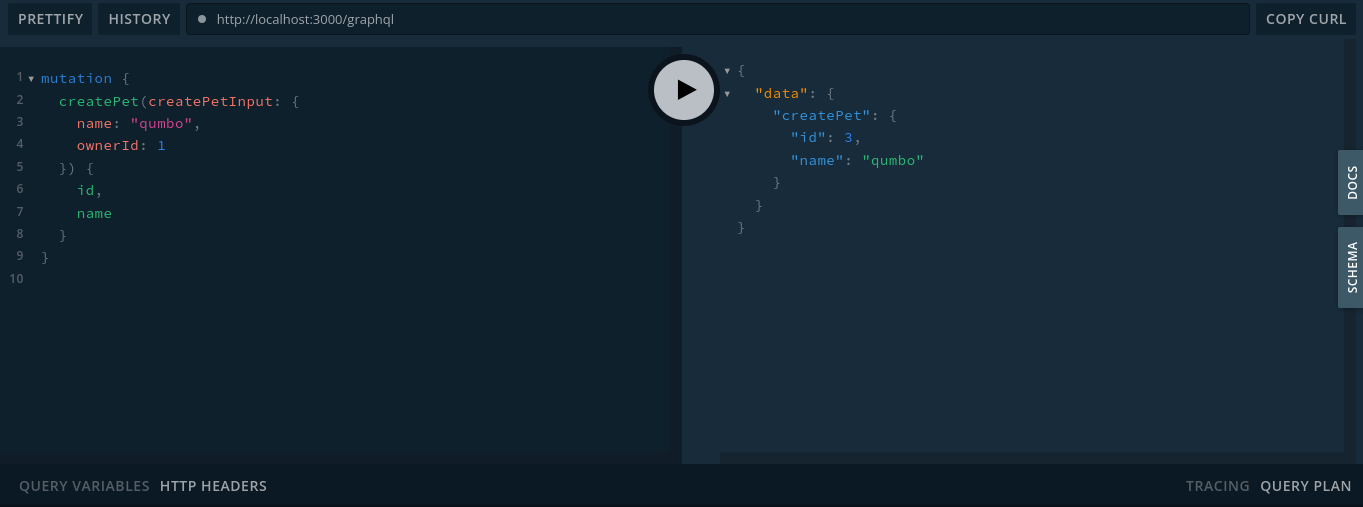 PRETTIFY HISTORY http://localhost:3000/graphql COPY CURL
1 mutation {
2 createPet(createPetInput: {
3 name: "qumbo",
4 ownerId: 1
5 }) {
6 id,
7 name
8 }
9 }
10
{
"data": {
"createPet": {
"id": 3,
"name": "qumbo"
}
}
}
DOCS
SCHEMA
QUERY VARIABLES HTTP HEADERS
TRACING QUERY PLAN